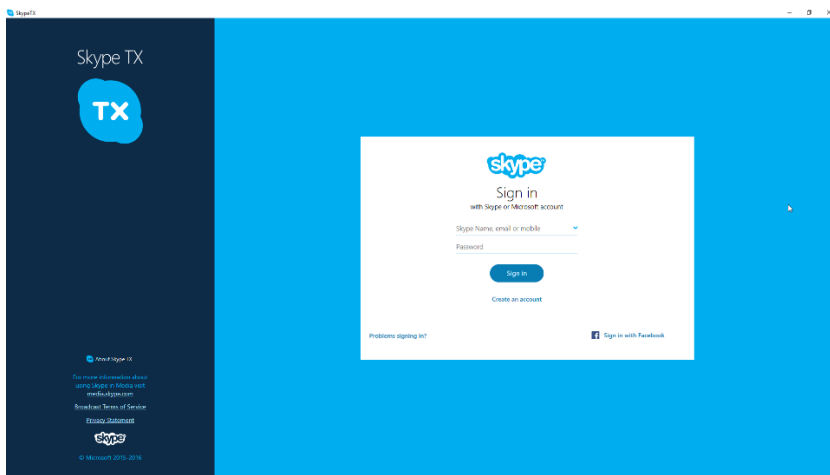 SkypeTX
Skype TX
TX
skype
Sign in
with Skype or Microsoft account
Skype Name, email or mobile
Password
Sign in
Create an account
Problems signing in?
Sign in with Facebook
About Skype TX
For more information about
using Skype in Media visit
media.skype.com
Broadcast Terms of Service
Privacy Statement
skype
© Microsoft 2015-2016